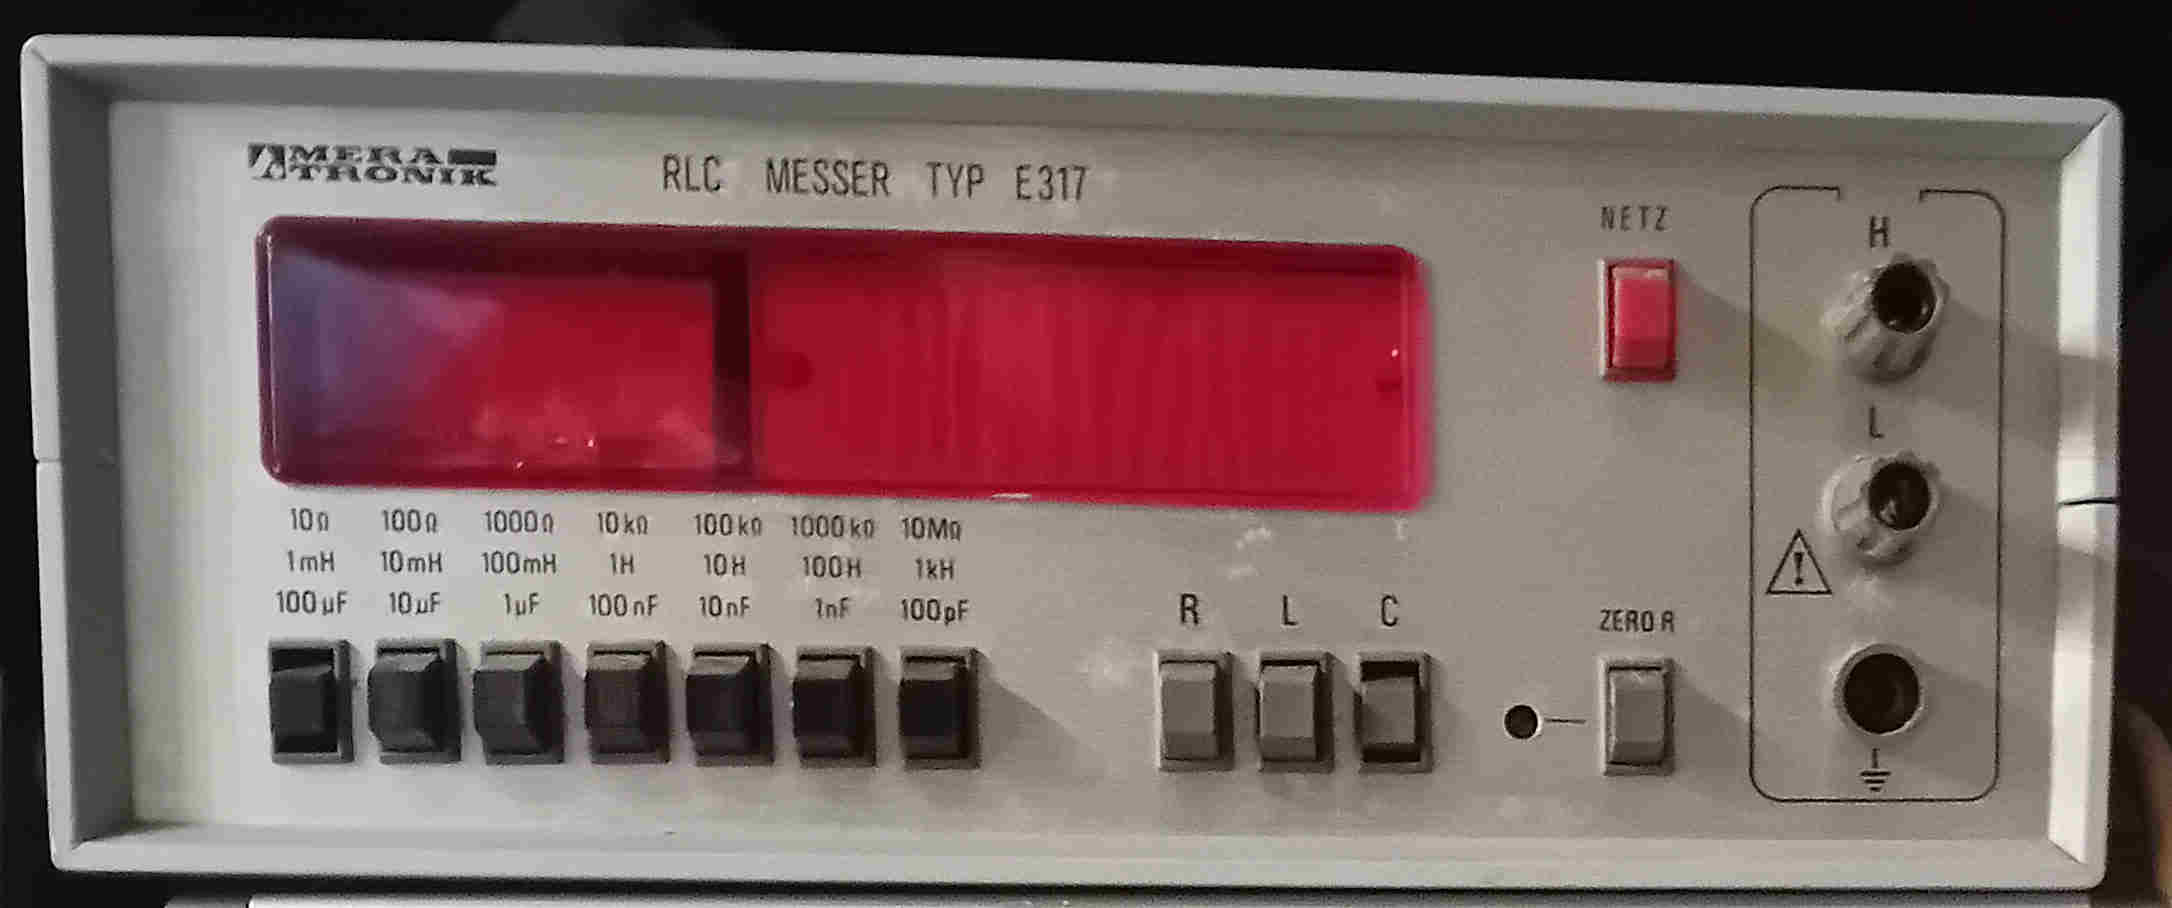 MERA
TRONIK
RLC MESSER TYP E317
NETZ
H
L
10Ω 100Ω 1000Ω 10kΩ 100kΩ 1000kΩ 10MΩ
1mH 10mH 100mH 1H 10H 100H 1kH
100µF 10µF 1µF 100nF 10nF 1nF 100pF
R L C
ZERO R